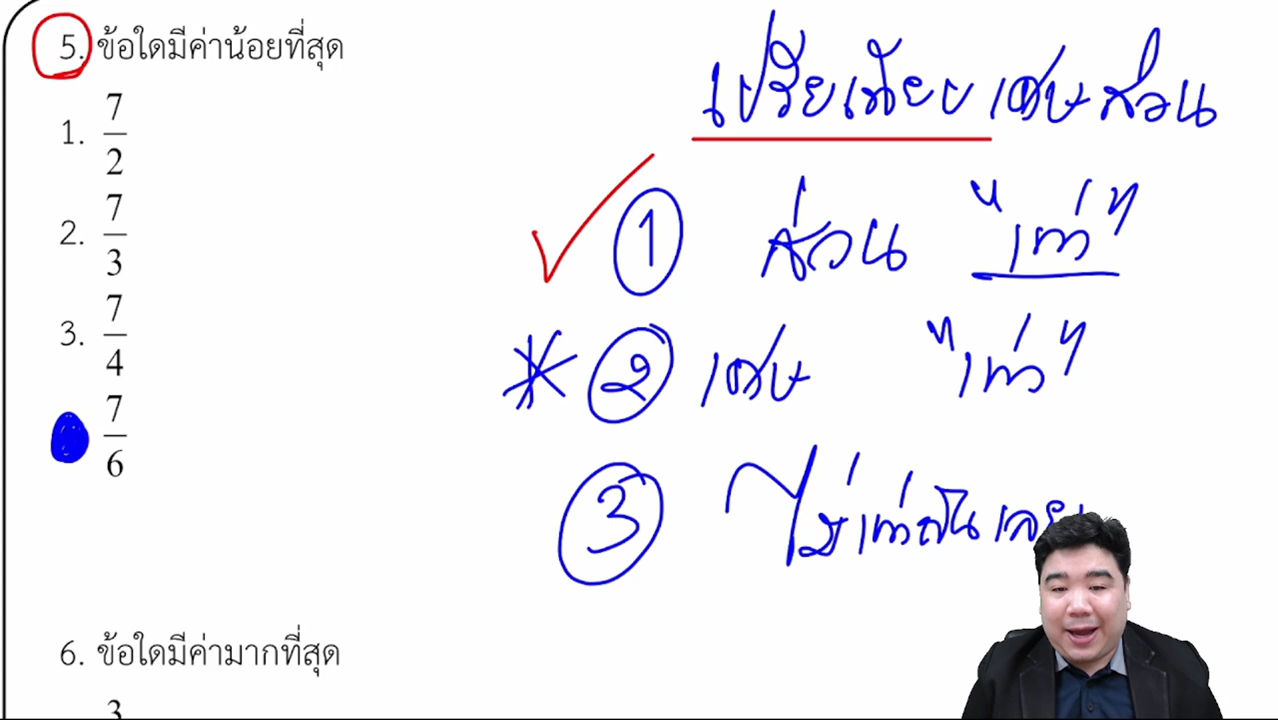 5. ข้อใดมีค่าน้อยที่สุด
1. 7/2
2. 7/3
3. 7/4
7/6
6. ข้อใดมีค่ามากที่สุด
3
เปรียบเทียบเศษส่วน
1 ส่วน "เท่า"
2 เศษ "เท่า"
3 ไม่เท่ากันเลย